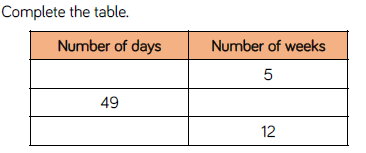 Complete the table.
Number of days Number of weeks
5
49
12